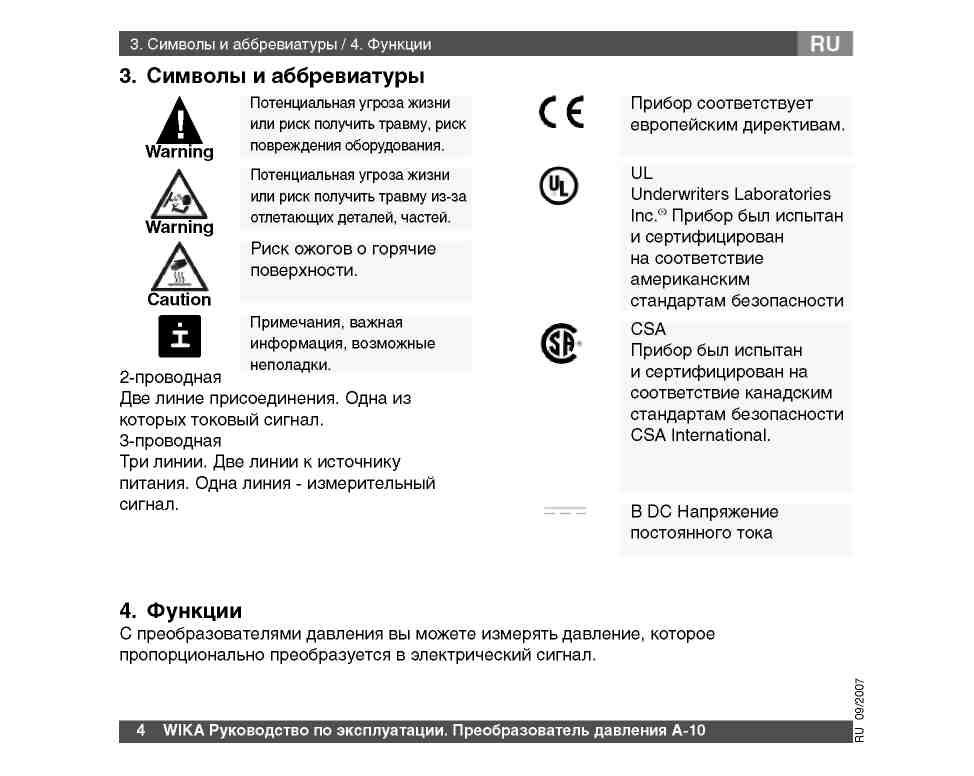 3. Символы и аббревиатуры / 4. Функции
RU
3. Символы и аббревиатуры
Warning
Потенциальная угроза жизни
или риск получить травму, риск
повреждения оборудования.
Warning
Потенциальная угроза жизни
или риск получить травму из-за
отлетающих деталей, частей.
Caution
Риск ожогов о горячие
поверхности.
i
Примечания, важная
информация, возможные
неполадки.
2-проводная
Две линие присоединения. Одна из
которых токовый сигнал.
3-проводная
Три линии. Две линии к источнику
питания. Одна линия - измерительный
сигнал.
CE
Прибор соответствует
европейским директивам.
UL
UL
Underwriters Laboratories
Inc.® Прибор был испытан
и сертифицирован
на соответствие
американским
стандартам безопасности
CSA®
CSA
Прибор был испытан
и сертифицирован на
соответствие канадским
стандартам безопасности
CSA International.
В DC Напряжение
постоянного тока
4. Функции
С преобразователями давления вы можете измерять давление, которое
пропорционально преобразуется в электрический сигнал.
4 WIKA Руководство по эксплуатации. Преобразователь давления А-10
RU 09/2007